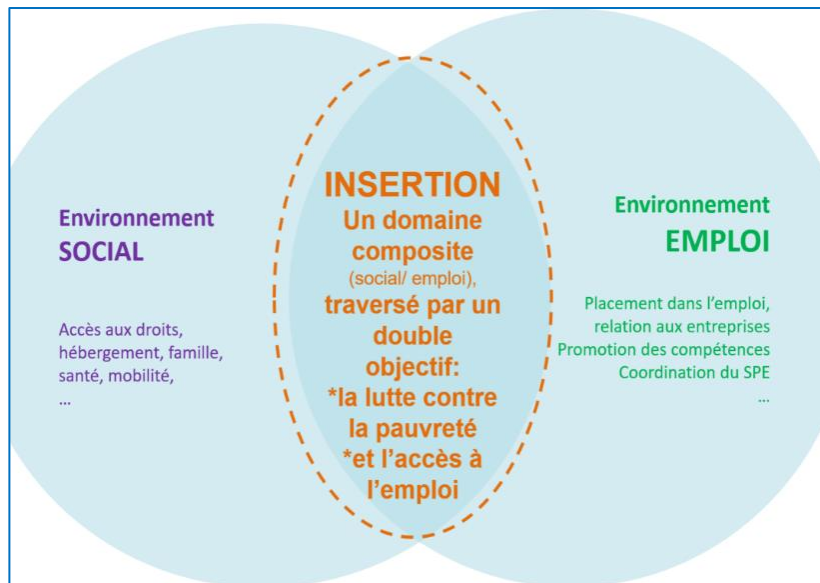 Environnement
SOCIAL
Accès aux droits,
hébergement, famille,
santé, mobilité,
...
INSERTION
Un domaine
composite
(social/ emploi),
traversé par un
double
objectif:
*la lutte contre
la pauvreté
*et l’accès à
l’emploi
Environnement
EMPLOI
Placement dans l’emploi,
relation aux entreprises
Promotion des compétences
Coordination du SPE
...